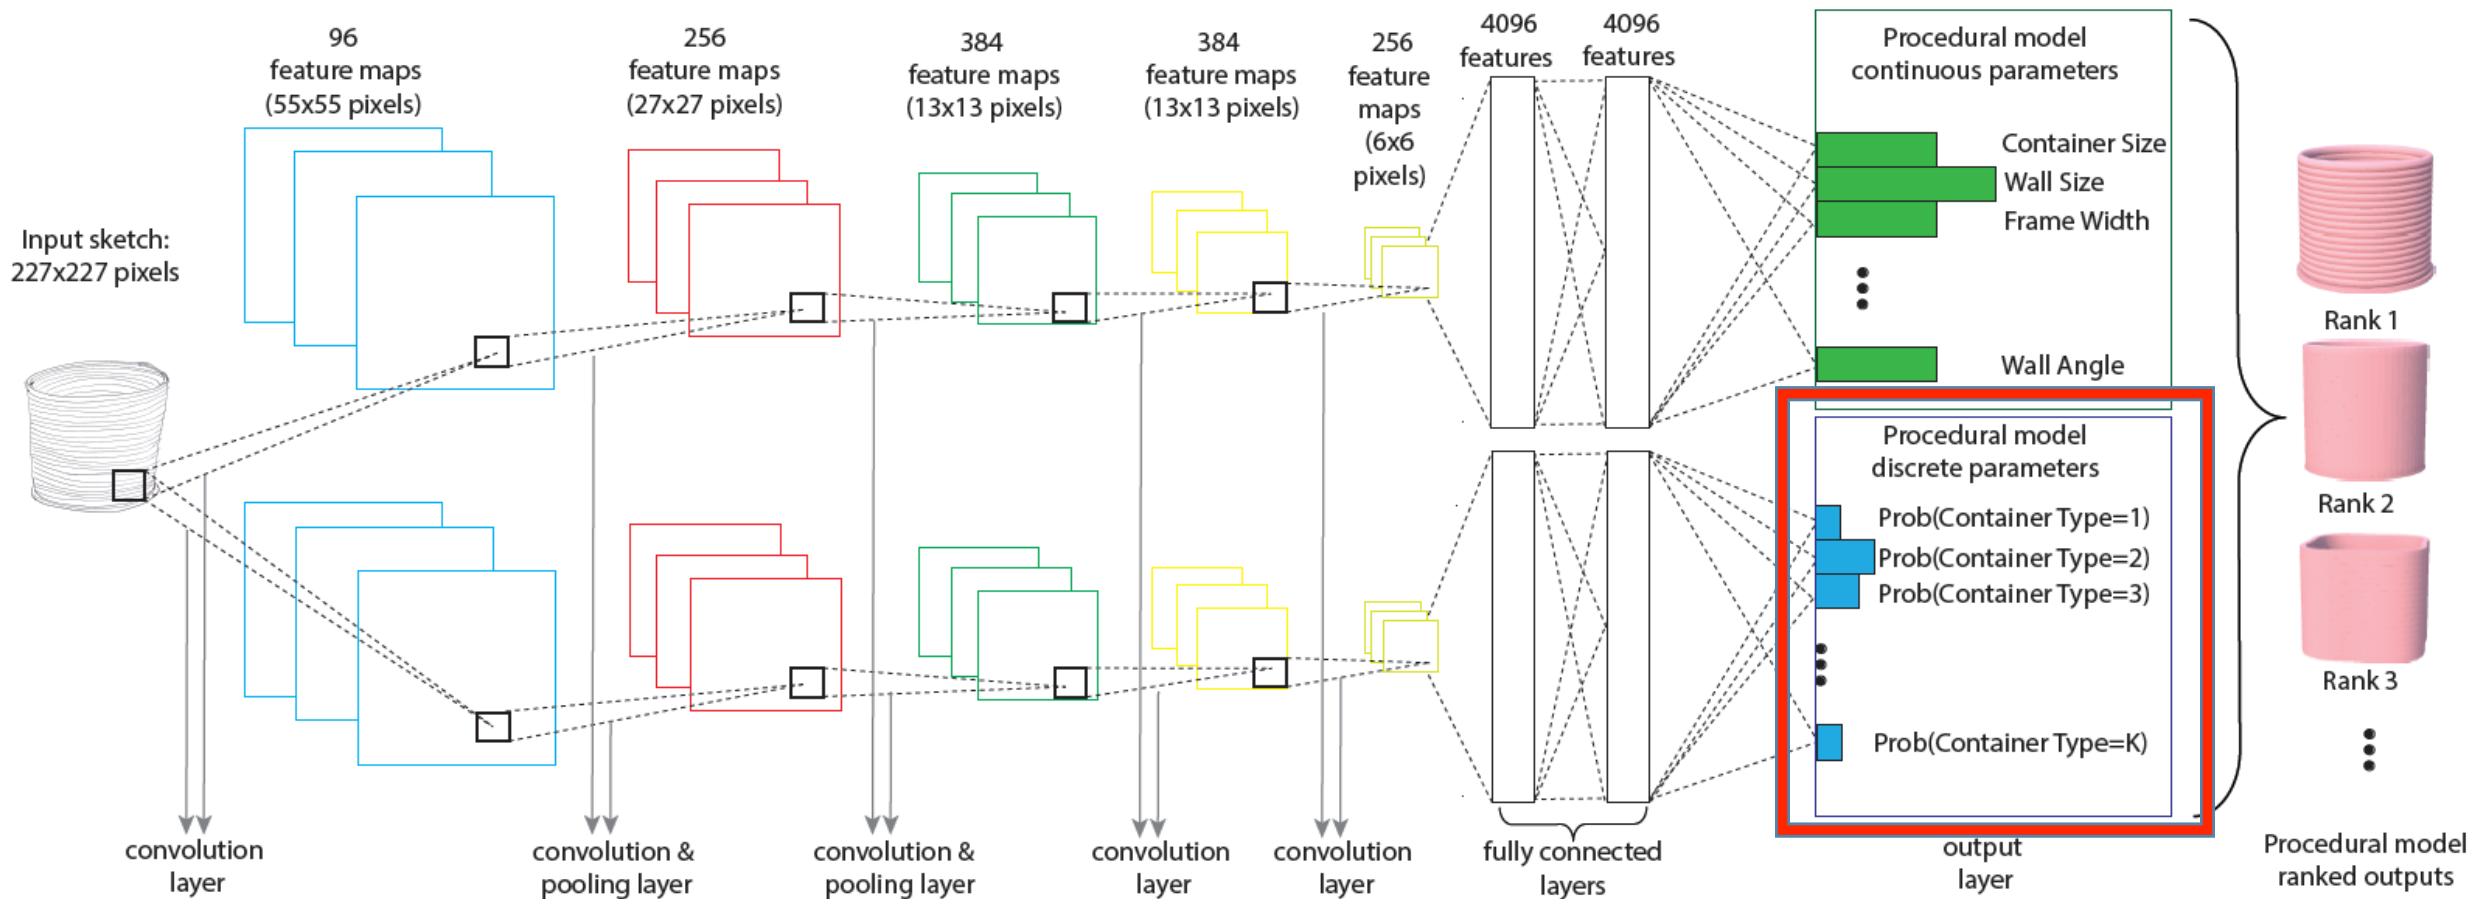 96
feature maps
(55x55 pixels)
256
feature maps
(27x27 pixels)
384
feature maps
(13x13 pixels)
384
feature maps
(13x13 pixels)
256
feature
maps
(6x6
pixels)
4096
features
4096
features
Input sketch:
227x227 pixels
Procedural model
continuous parameters
Container Size
Wall Size
Frame Width
Wall Angle
Procedural model
discrete parameters
Prob(Container Type=1)
Prob(Container Type=2)
Prob(Container Type=3)
Prob(Container Type=K)
Rank 1
Rank 2
Rank 3
convolution
layer
convolution &
pooling layer
convolution &
pooling layer
convolution
layer
convolution
layer
fully connected
layers
output
layer
Procedural model
ranked outputs